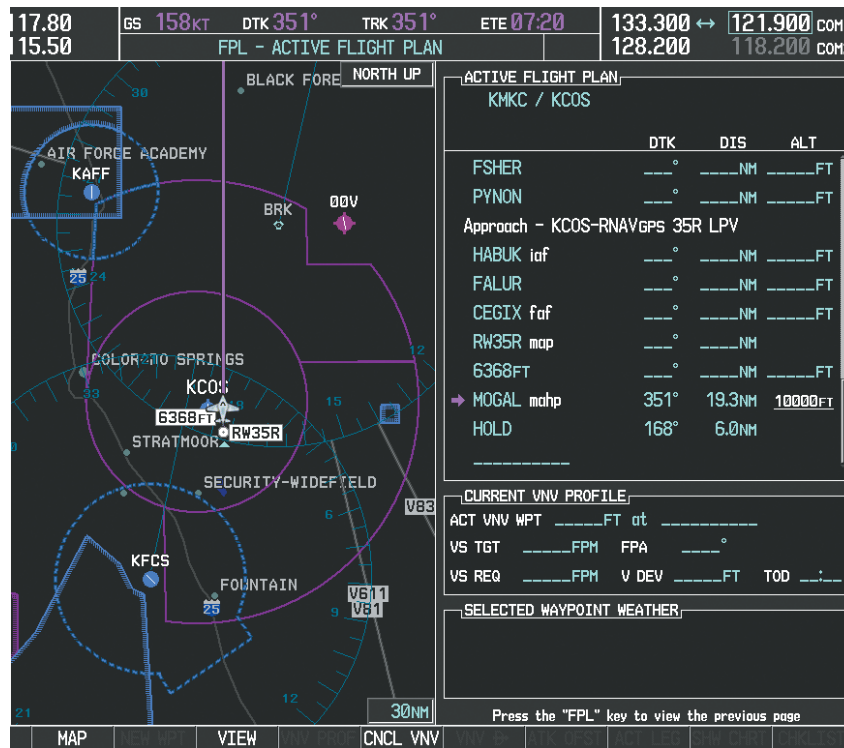 17.80
15.50
GS 158KT DTK 351° TRK 351° ETE 07:20
FPL – ACTIVE FLIGHT PLAN
133.300 ↔ 121.900 COM
128.200 118.200 COM
NORTH UP
BLACK FORE
30
AIR FORCE ACADEMY
KAFF
BRK
00V
25
24
COLORADO SPRINGS
12
33
KCOS
18
15
6368FT
RW35R
STRATMOOR
SECURITY-WIDEFIELD
6
V83
KFCS
FOUNTAIN
25
V611
V81
9
12
21
30NM
ACTIVE FLIGHT PLAN
KMKC / KCOS
DTK DIS ALT
FSHER ___° ____NM _____FT
PYNON ___° ____NM _____FT
Approach – KCOS-RNAVGPS 35R LPV
HABUK iaf ___° ____NM _____FT
FALUR ___° ____NM _____FT
CEGIX faf ___° ____NM _____FT
RW35R map ___° ____NM
6368FT ___° ____NM _____FT
MOGAL mahp 351° 19.3NM 10000FT
HOLD 168° 6.0NM
__________
CURRENT VNV PROFILE
ACT VNV WPT _____FT at __________
VS TGT _____FPM FPA ____°
VS REQ _____FPM V DEV _____FT TOD __:__
SELECTED WAYPOINT WEATHER
Press the "FPL" key to view the previous page
MAP NEW WPT VIEW VNV PROF CNCL VNV VNV ATK OFST ACT LEG SHW CHRT CHKLIST